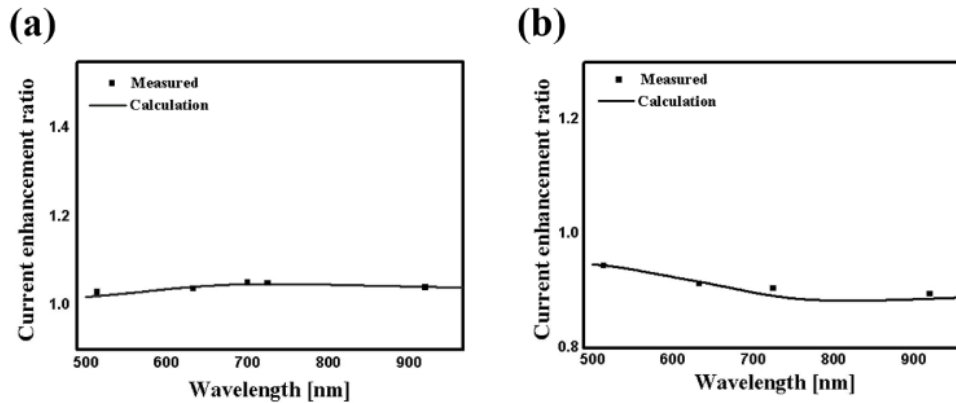 (a)
Current enhancement ratio
Measured
Calculation
1.4
1.2
1.0
500 600 700 800 900
Wavelength [nm]
(b)
Current enhancement ratio
Measured
Calculation
1.2
1.0
0.8
500 600 700 800 900
Wavelength [nm]